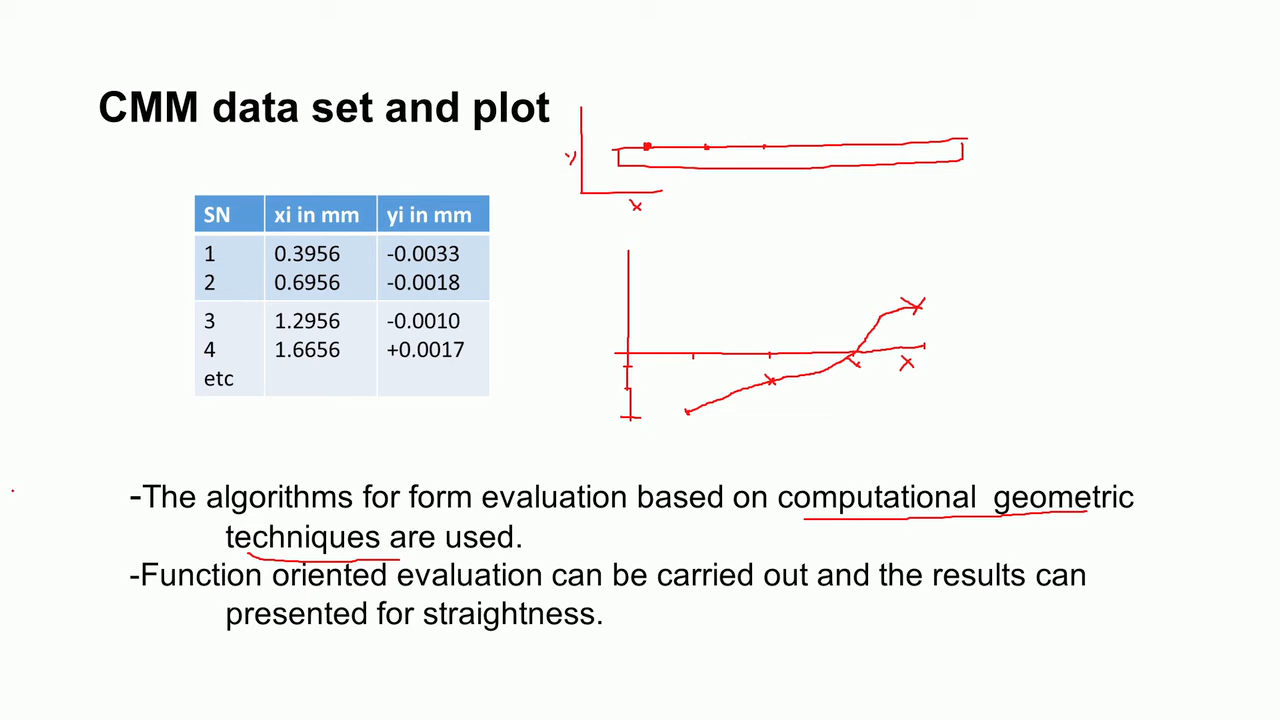 CMM data set and plot
y
x
SN xi in mm yi in mm
1 0.3956 -0.0033
2 0.6956 -0.0018
3 1.2956 -0.0010
4 1.6656 +0.0017
etc
x
-The algorithms for form evaluation based on computational geometric
techniques are used.
-Function oriented evaluation can be carried out and the results can
presented for straightness.